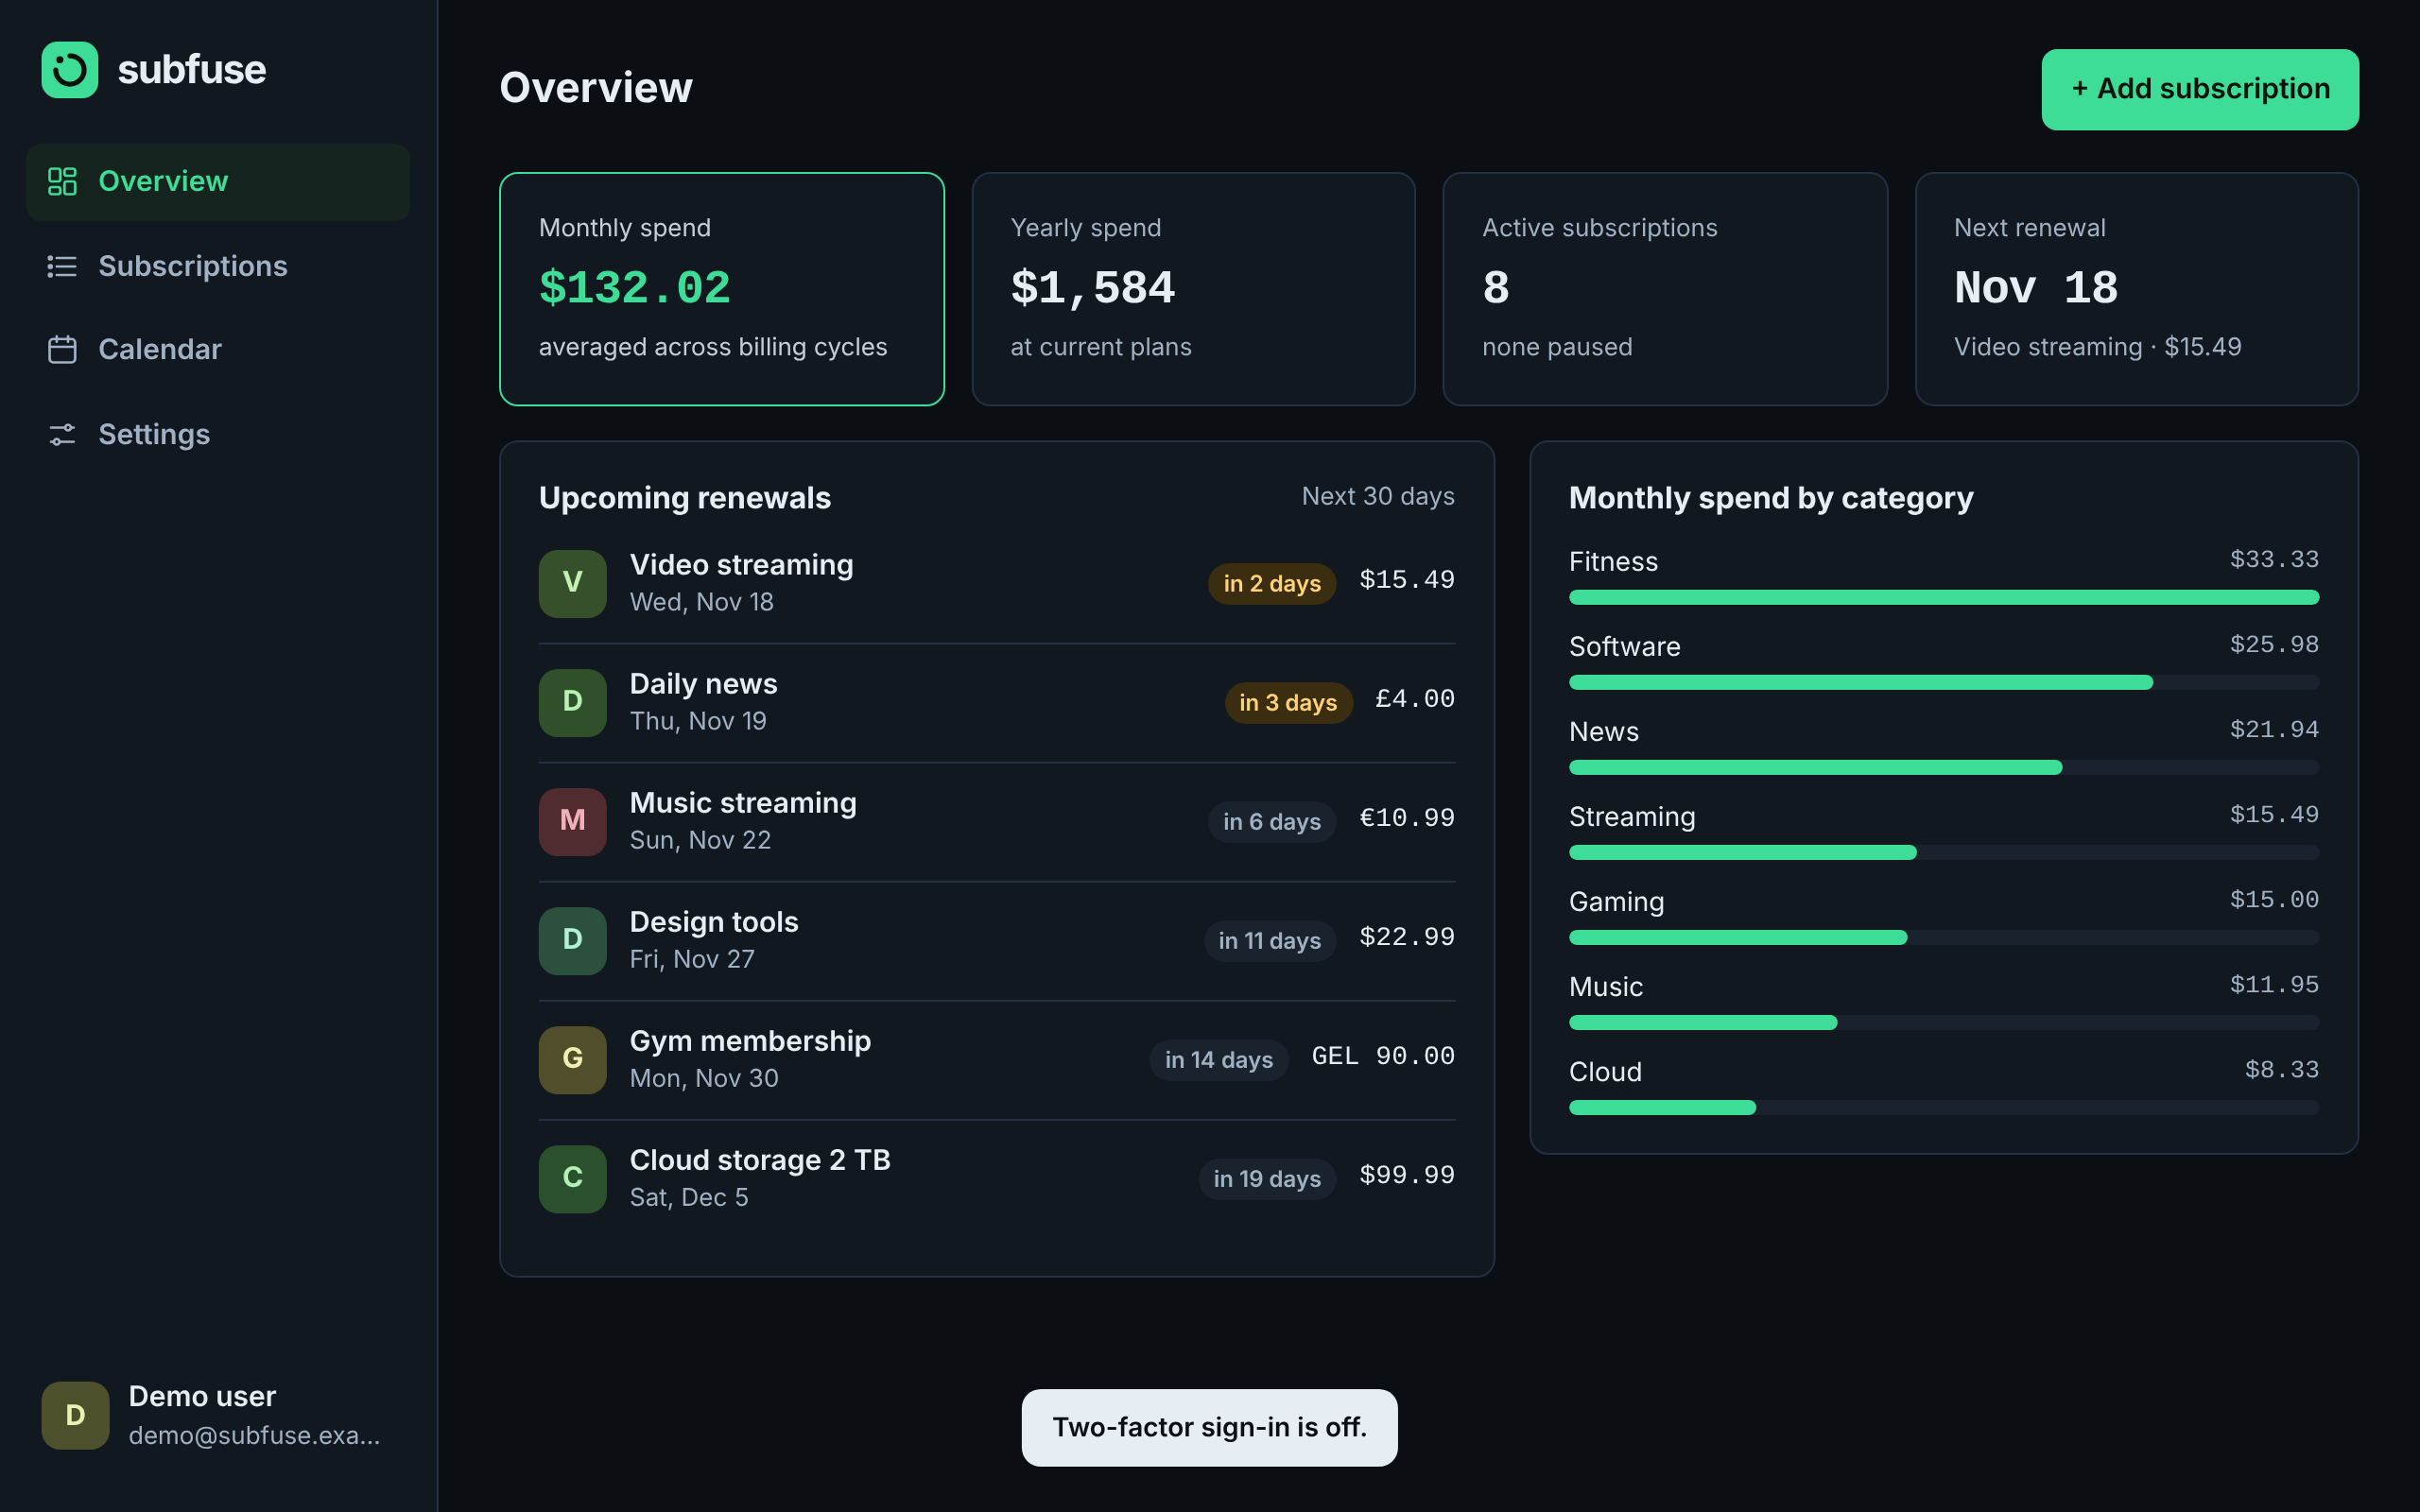 subfuse
Overview
Subscriptions
Calendar
Settings
D
Demo user
demo@subfuse.exa...
Overview
+ Add subscription
Monthly spend
$132.02
averaged across billing cycles
Yearly spend
$1,584
at current plans
Active subscriptions
8
none paused
Next renewal
Nov 18
Video streaming · $15.49
Upcoming renewals
Next 30 days
V
Video streaming
Wed, Nov 18
in 2 days
$15.49
D
Daily news
Thu, Nov 19
in 3 days
£4.00
M
Music streaming
Sun, Nov 22
in 6 days
€10.99
D
Design tools
Fri, Nov 27
in 11 days
$22.99
G
Gym membership
Mon, Nov 30
in 14 days
GEL 90.00
C
Cloud storage 2 TB
Sat, Dec 5
in 19 days
$99.99
Monthly spend by category
Fitness
$33.33
Software
$25.98
News
$21.94
Streaming
$15.49
Gaming
$15.00
Music
$11.95
Cloud
$8.33
Two-factor sign-in is off.